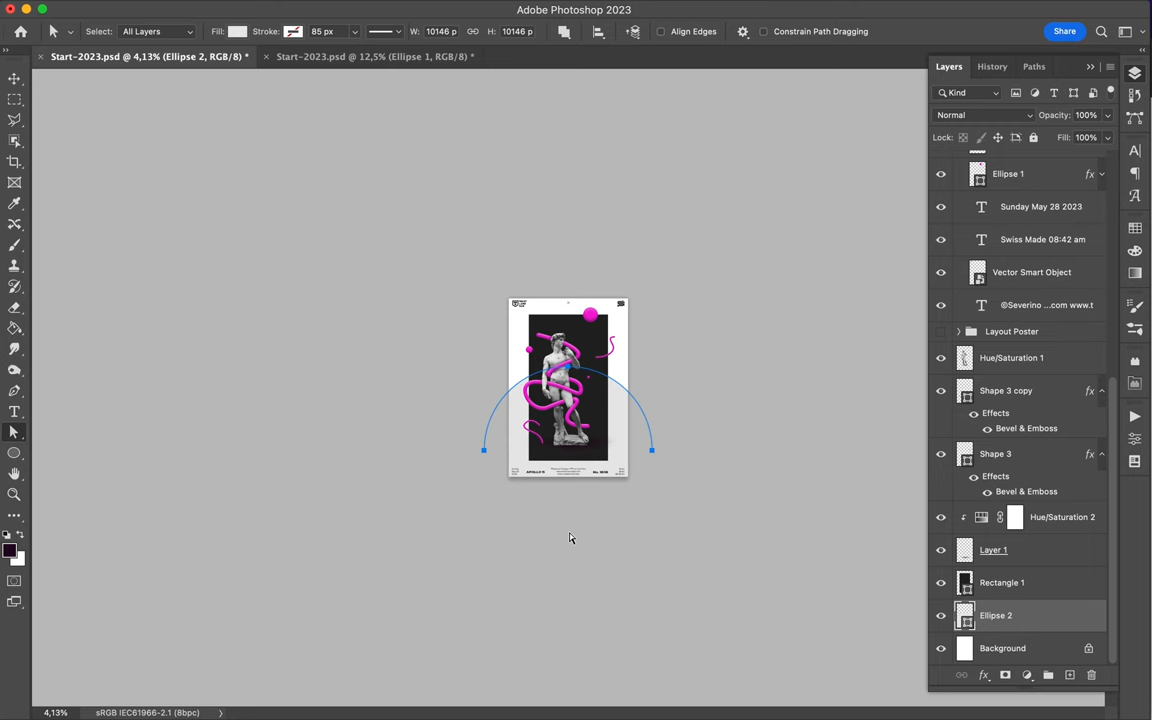 Adobe Photoshop 2023
Select: All Layers Fill: Stroke: 85 px W: 10146 p H: 10146 p Align Edges Constrain Path Dragging Share
Start-2023.psd @ 4,13% (Ellipse 2, RGB/8) * Start-2023.psd @ 12,5% (Ellipse 1, RGB/8) *
Layers History Paths
Kind
Normal Opacity: 100%
Lock: Fill: 100%
Ellipse 1 fx
Sunday May 28 2023
Swiss Made 08:42 am
Vector Smart Object
©Severino ...com www.t
Layout Poster
Hue/Saturation 1
Shape 3 copy fx
Effects
Bevel & Emboss
Shape 3 fx
Effects
Bevel & Emboss
Hue/Saturation 2
Layer 1
Rectangle 1
Ellipse 2
Background
APOLLO 11
4,13% sRGB IEC61966-2.1 (8bpc)